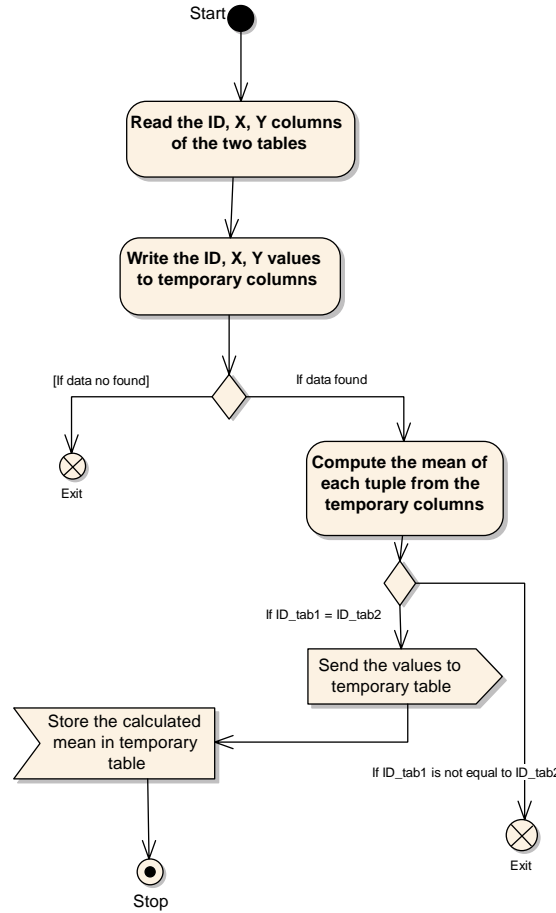 Start
Read the ID, X, Y columns
of the two tables
Write the ID, X, Y values
to temporary columns
[If data no found]
If data found
Exit
Compute the mean of
each tuple from the
temporary columns
If ID_tab1 = ID_tab2
Send the values to
temporary table
Store the calculated
mean in temporary
table
If ID_tab1 is not equal to ID_tab2
Exit
Stop